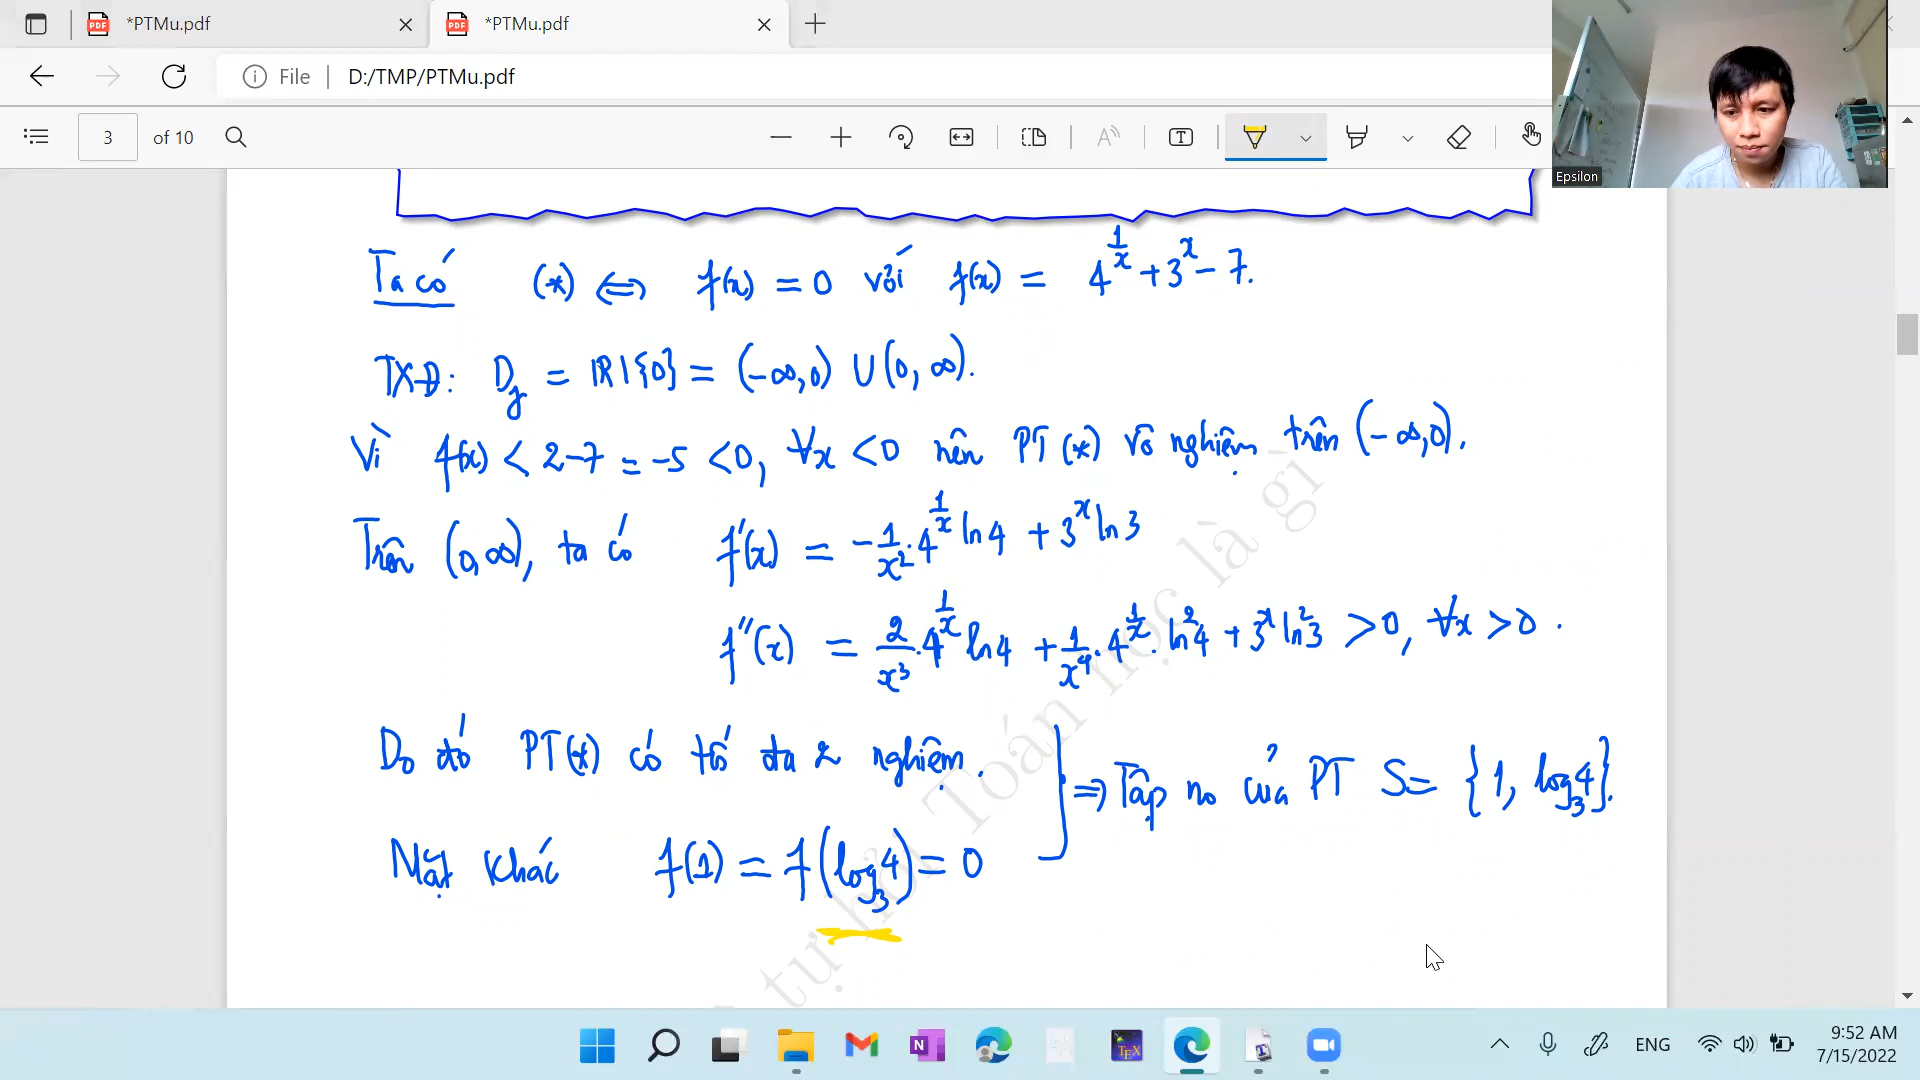 *PTMu.pdf
*PTMu.pdf
File D:/TMP/PTMu.pdf
3 of 10
Epsilon
Ta có (*) ⇔ f(x) = 0 với f(x) = 4^{1/x} + 3^x − 7.
TXĐ: D_f = ℝ\{0} = (−∞,0) ∪ (0,∞).
Vì f(x) < 2−7 = −5 < 0, ∀x < 0 nên PT(*) vô nghiệm trên (−∞,0).
Trên (0,∞), ta có f'(x) = −1/x² · 4^{1/x} ln4 + 3^x ln3
f''(x) = 2/x³ · 4^{1/x} ln4 + 1/x⁴ · 4^{1/x} · ln²4 + 3^x ln²3 > 0, ∀x > 0.
Do đó PT(*) có tối đa 2 nghiệm.
Mặt khác f(1) = f(log₃4) = 0
⇒ Tập no của PT S = {1, log₃4}.
Toán học là gì
ENG
9:52 AM
7/15/2022